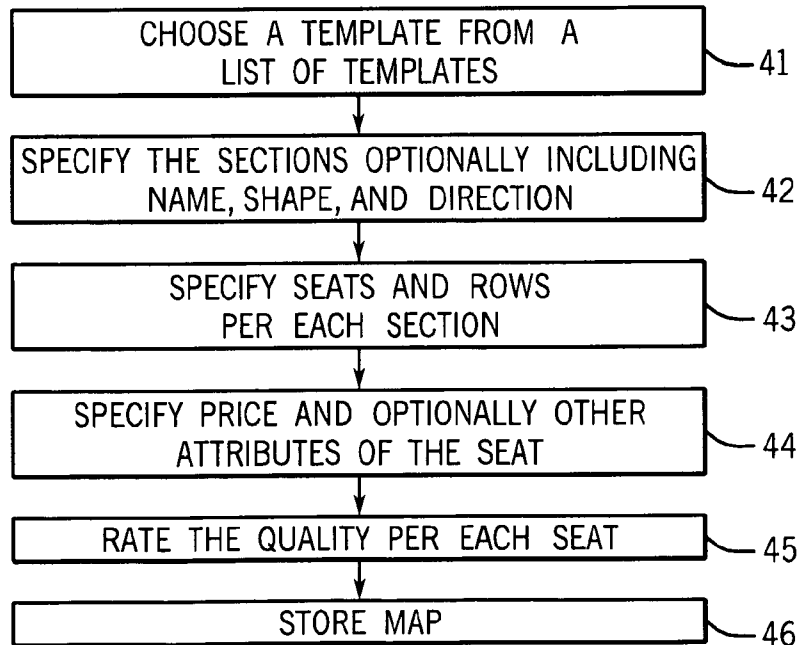 CHOOSE A TEMPLATE FROM A
LIST OF TEMPLATES
41
SPECIFY THE SECTIONS OPTIONALLY INCLUDING
NAME, SHAPE, AND DIRECTION
42
SPECIFY SEATS AND ROWS
PER EACH SECTION
43
SPECIFY PRICE AND OPTIONALLY OTHER
ATTRIBUTES OF THE SEAT
44
RATE THE QUALITY PER EACH SEAT
45
STORE MAP
46